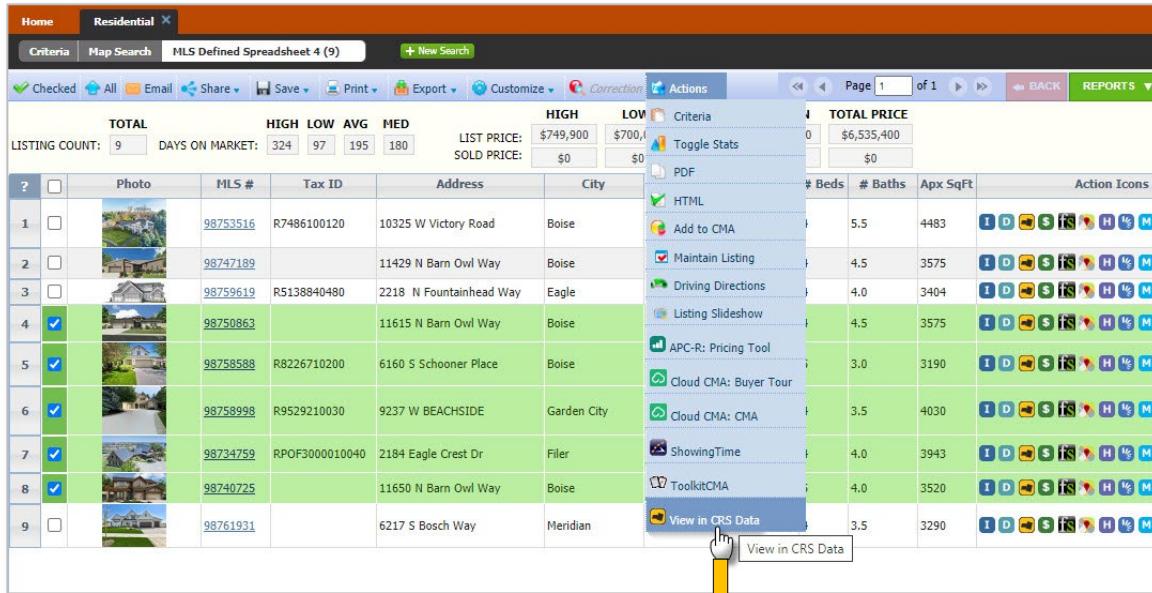 Home Residential X
Criteria Map Search MLS Defined Spreadsheet 4 (9) + New Search
Checked All Email Share Save Print Export Customize Correction Actions Page 1 of 1 BACK REPORTS
TOTAL HIGH LOW AVG MED HIGH LOW TOTAL PRICE
LISTING COUNT: 9 DAYS ON MARKET: 324 97 195 180 LIST PRICE: $749,900 $6,535,400
SOLD PRICE: $0 $0 $0
? Photo MLS # Tax ID Address City # Beds # Baths Apx SqFt Action Icons
1 98753516 R7486100120 10325 W Victory Road Boise 5.5 4483
2 98747189 11429 N Barn Owl Way Boise 4.5 3575
3 98759619 R5138840480 2218 N Fountainhead Way Eagle 4.0 3404
4 98750863 11615 N Barn Owl Way Boise 4.5 3575
5 98758588 R8226710200 6160 S Schooner Place Boise 3.0 3190
6 98758998 R9529210030 9237 W BEACHSIDE Garden City 3.5 4030
7 98734759 RPOF3000010040 2184 Eagle Crest Dr Filer 4.0 3943
8 98740725 11650 N Barn Owl Way Boise 4.0 3520
9 98761931 6217 S Bosch Way Meridian 3.5 3290
Criteria
Toggle Stats
PDF
HTML
Add to CMA
Maintain Listing
Driving Directions
Listing Slideshow
APC-R: Pricing Tool
Cloud CMA: Buyer Tour
Cloud CMA: CMA
ShowingTime
ToolkitCMA
View in CRS Data
View in CRS Data